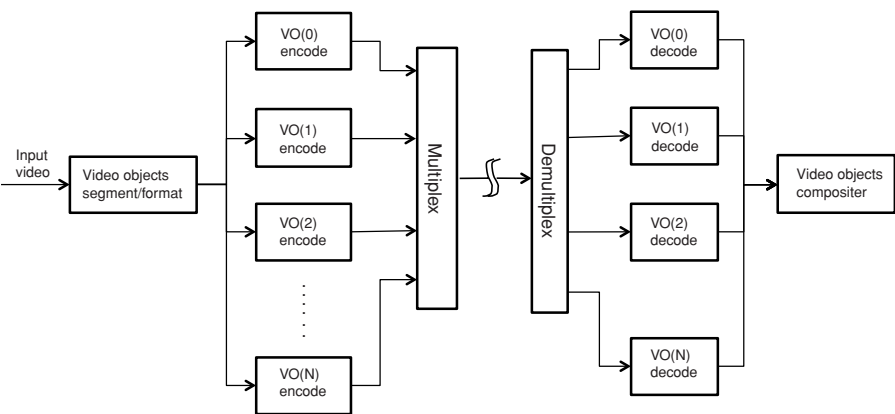 Input
video
Video objects
segment/format
VO(0)
encode
VO(1)
encode
VO(2)
encode
VO(N)
encode
Multiplex
Demultiplex
VO(0)
decode
VO(1)
decode
VO(2)
decode
VO(N)
decode
Video objects
compositer